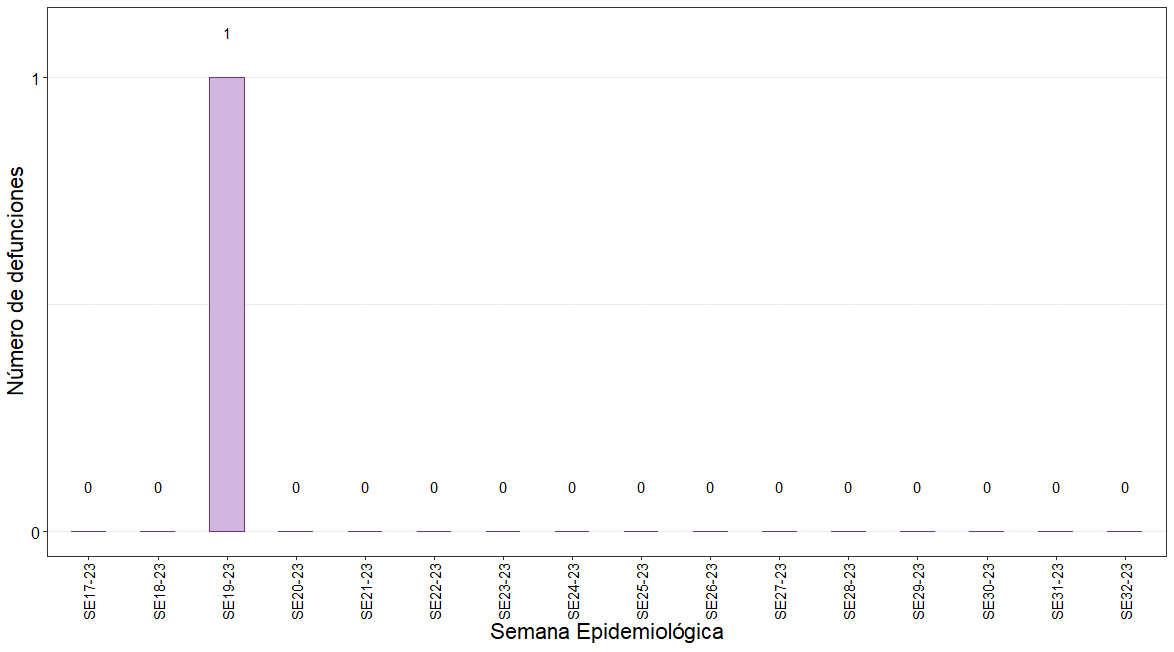 1
1
Número de defunciones
0 0 0 0 0 0 0 0 0 0 0 0 0 0 0
0
SE17-23 SE18-23 SE19-23 SE20-23 SE21-23 SE22-23 SE23-23 SE24-23 SE25-23 SE26-23 SE27-23 SE28-23 SE29-23 SE30-23 SE31-23 SE32-23
Semana Epidemiológica